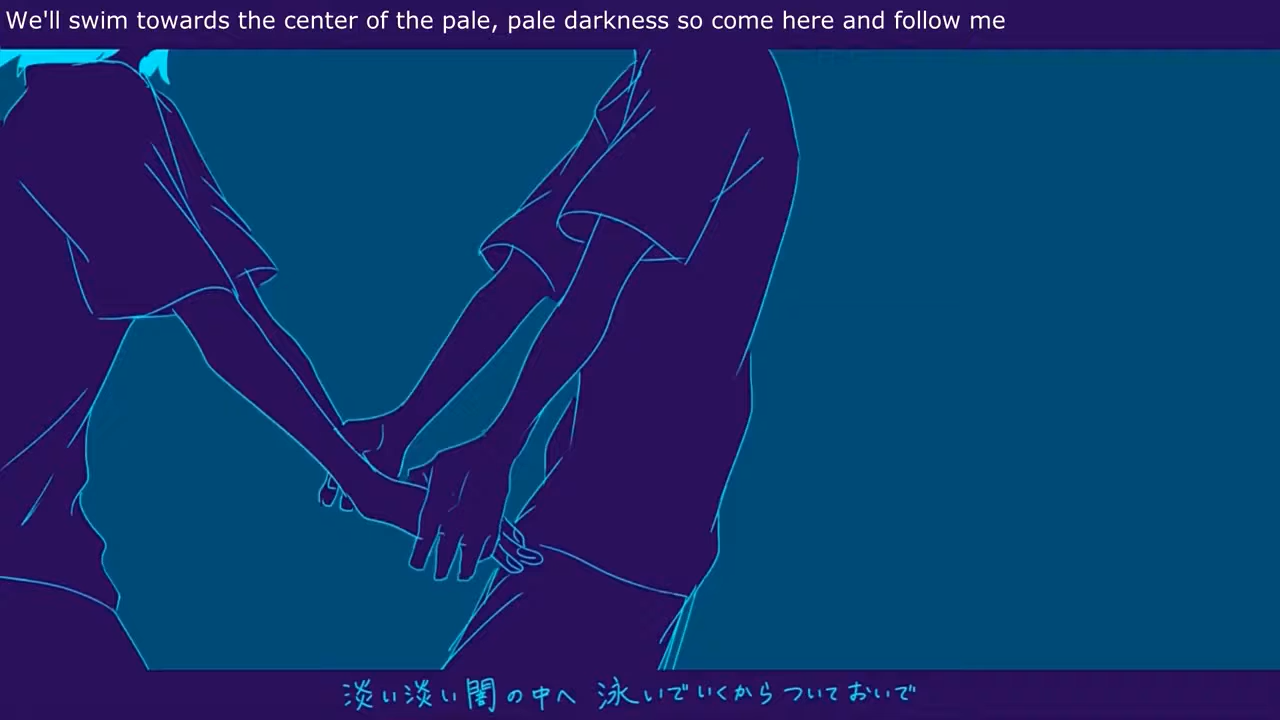 We'll swim towards the center of the pale, pale darkness so come here and follow me
淡い淡い闇の中へ 泳いでいくから ついておいで